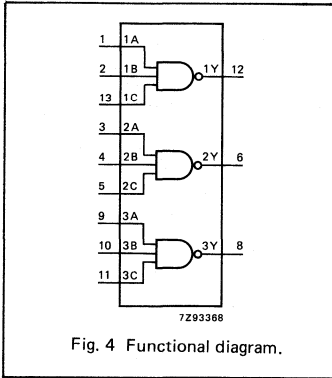 1 1A
2 1B 1Y 12
13 1C
3 2A
4 2B 2Y 6
5 2C
9 3A
10 3B 3Y 8
11 3C
7Z93368
Fig. 4 Functional diagram.